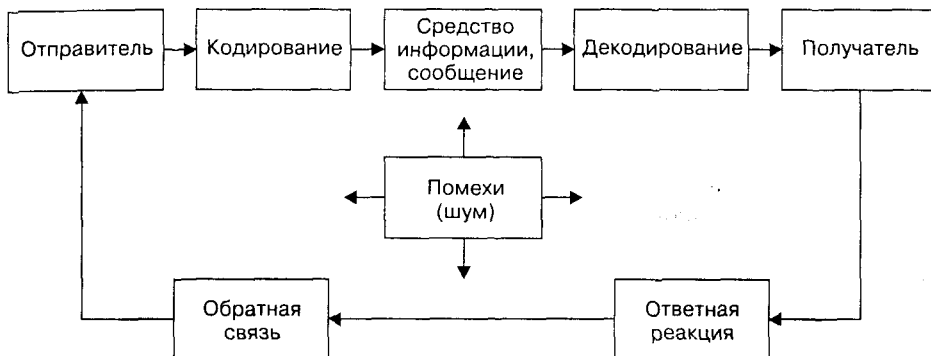 Отправитель
Кодирование
Средство
информации,
сообщение
Декодирование
Получатель
Помехи
(шум)
Обратная
связь
Ответная
реакция